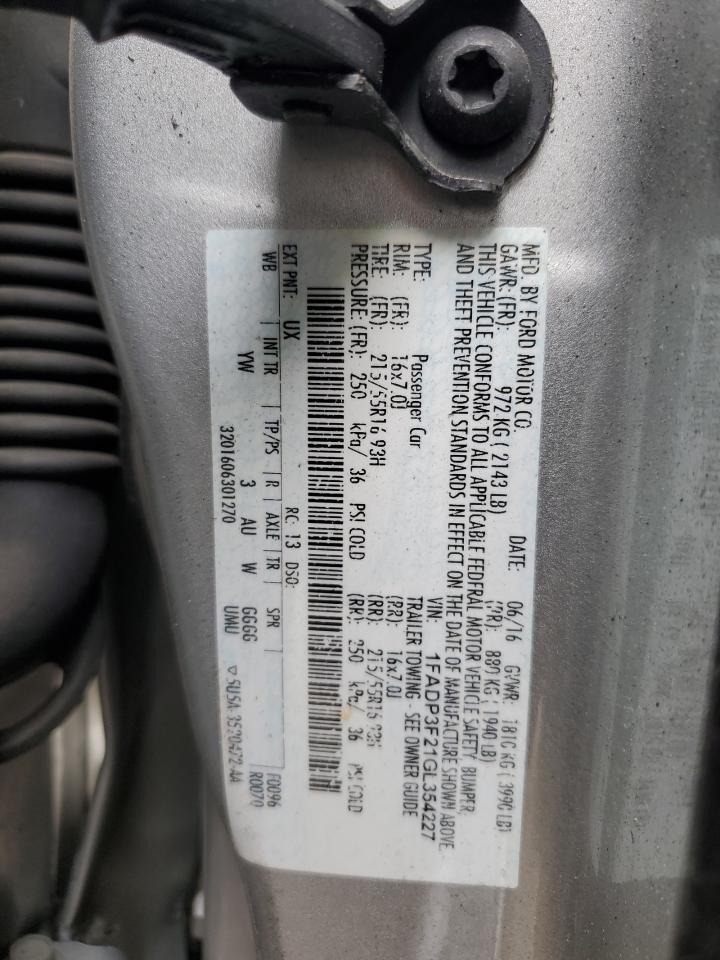 MFD. BY FORD MOTOR CO. DATE: 06/16 GVWR: 1810 KG ( 3990 LB)
GAWR: (FR): 972 KG ( 2143 LB) (RR): 880 KG ( 1940 LB)
THIS VEHICLE CONFORMS TO ALL APPLICABLE FEDERAL MOTOR VEHICLE SAFETY, BUMPER,
AND THEFT PREVENTION STANDARDS IN EFFECT ON THE DATE OF MANUFACTURE SHOWN ABOVE.
VIN: 1FADP3F21GL354227
TYPE: Passenger Car TRAILER TOWING - SEE OWNER GUIDE
RIM: (FR): 16x7.0J (RR): 16x7.0J
TIRE: (FR): 215/55R16 93H (RR): 215/55R16 93H
PRESSURE: (FR): 250 kPa/ 36 PSI COLD (RR): 250 kPa/ 36 PSI COLD
EXT PNT: UX RC: 13 DSO: F0096
WB INT TR TP/PS R AXLE TR SPR R0070
YW 3 AU W GGGG
3201606301270 UMU ▽ 5U5A-3520472-AA